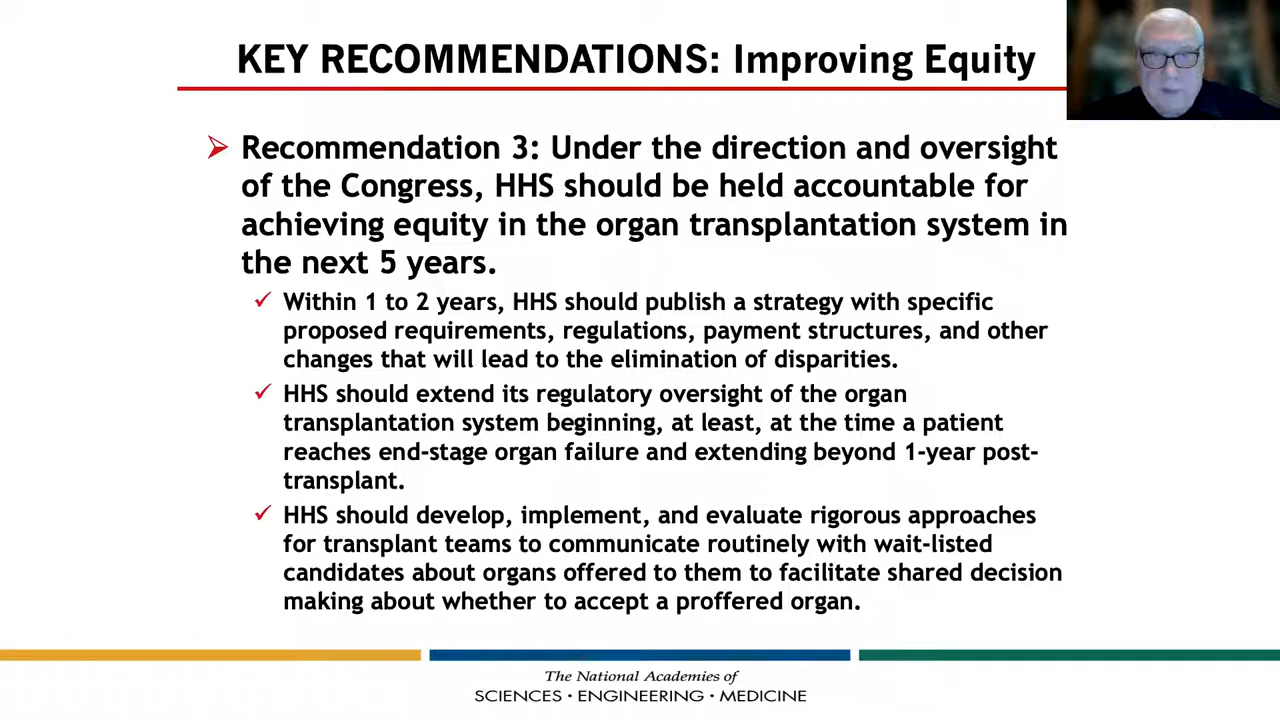 KEY RECOMMENDATIONS: Improving Equity
Recommendation 3: Under the direction and oversight
of the Congress, HHS should be held accountable for
achieving equity in the organ transplantation system in
the next 5 years.
Within 1 to 2 years, HHS should publish a strategy with specific
proposed requirements, regulations, payment structures, and other
changes that will lead to the elimination of disparities.
HHS should extend its regulatory oversight of the organ
transplantation system beginning, at least, at the time a patient
reaches end-stage organ failure and extending beyond 1-year post-
transplant.
HHS should develop, implement, and evaluate rigorous approaches
for transplant teams to communicate routinely with wait-listed
candidates about organs offered to them to facilitate shared decision
making about whether to accept a proffered organ.
The National Academies of
SCIENCES • ENGINEERING • MEDICINE